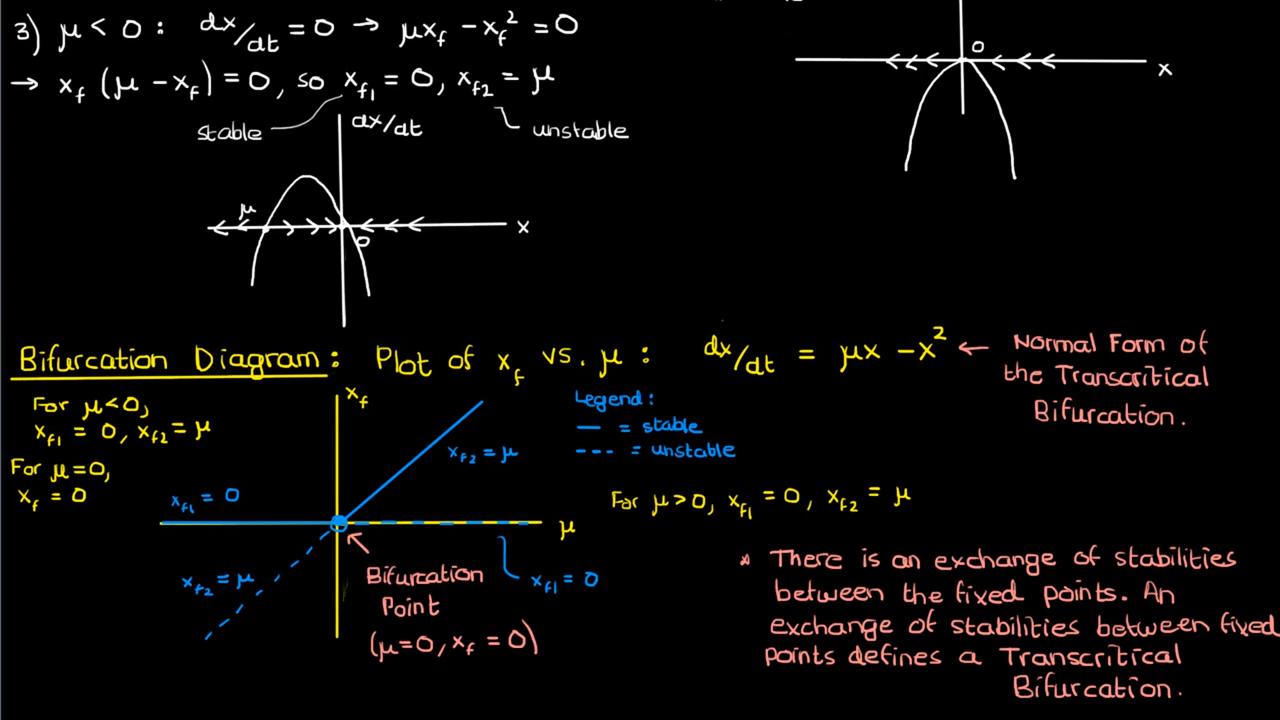 3) μ < 0 : dx/dt = 0 → μx_f − x_f² = 0
→ x_f (μ − x_f) = 0, so x_f1 = 0, x_f2 = μ
stable
unstable
dx/dt
μ
0
x
0
x
Bifurcation Diagram: Plot of x_f vs. μ : dx/dt = μx − x² ← Normal Form of
the Transcritical
Bifurcation.
For μ<0,
x_f1 = 0, x_f2 = μ
For μ=0,
x_f = 0
x_f
x_f1 = 0
x_f2 = μ
x_f2 = μ
μ
x_f1 = 0
Bifurcation
Point
(μ=0, x_f = 0)
Legend:
— = stable
--- = unstable
For μ>0, x_f1 = 0, x_f2 = μ
* There is an exchange of stabilities
between the fixed points. An
exchange of stabilities between fixed
points defines a Transcritical
Bifurcation.